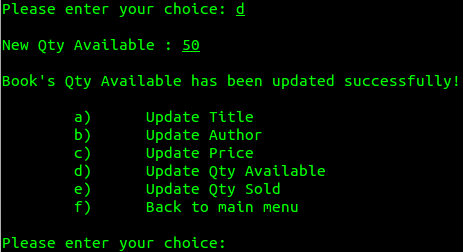 Please enter your choice: d
New Qty Available : 50
Book's Qty Available has been updated successfully!
a) Update Title
b) Update Author
c) Update Price
d) Update Qty Available
e) Update Qty Sold
f) Back to main menu
Please enter your choice: